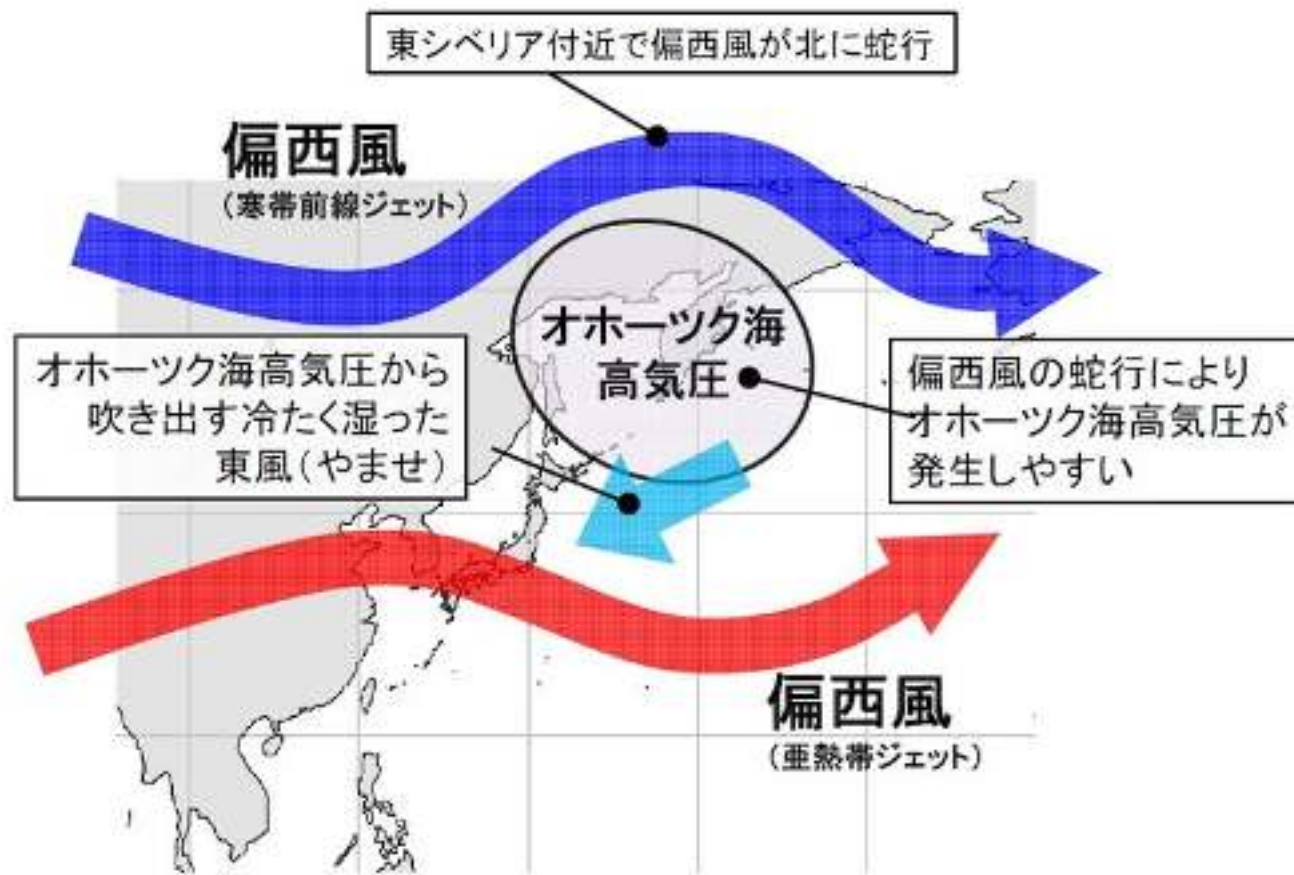 東シベリア付近で偏西風が北に蛇行
偏西風
(寒帯前線ジェット)
オホーツク海
高気圧
オホーツク海高気圧から
吹き出す冷たく湿った
東風(やませ)
偏西風の蛇行により
オホーツク海高気圧が
発生しやすい
偏西風
(亜熱帯ジェット)